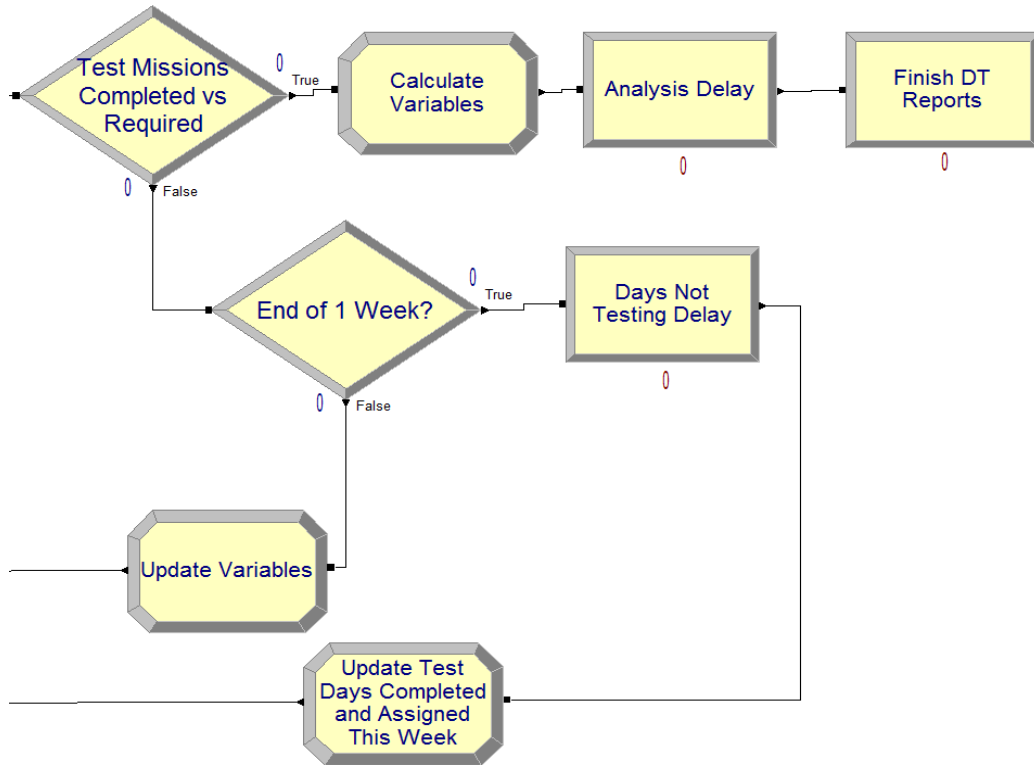 Test Missions
Completed vs
Required
0
True
0
False
Calculate
Variables
Analysis Delay
0
Finish DT
Reports
0
End of 1 Week?
0
True
0
False
Days Not
Testing Delay
0
Update Variables
Update Test
Days Completed
and Assigned
This Week